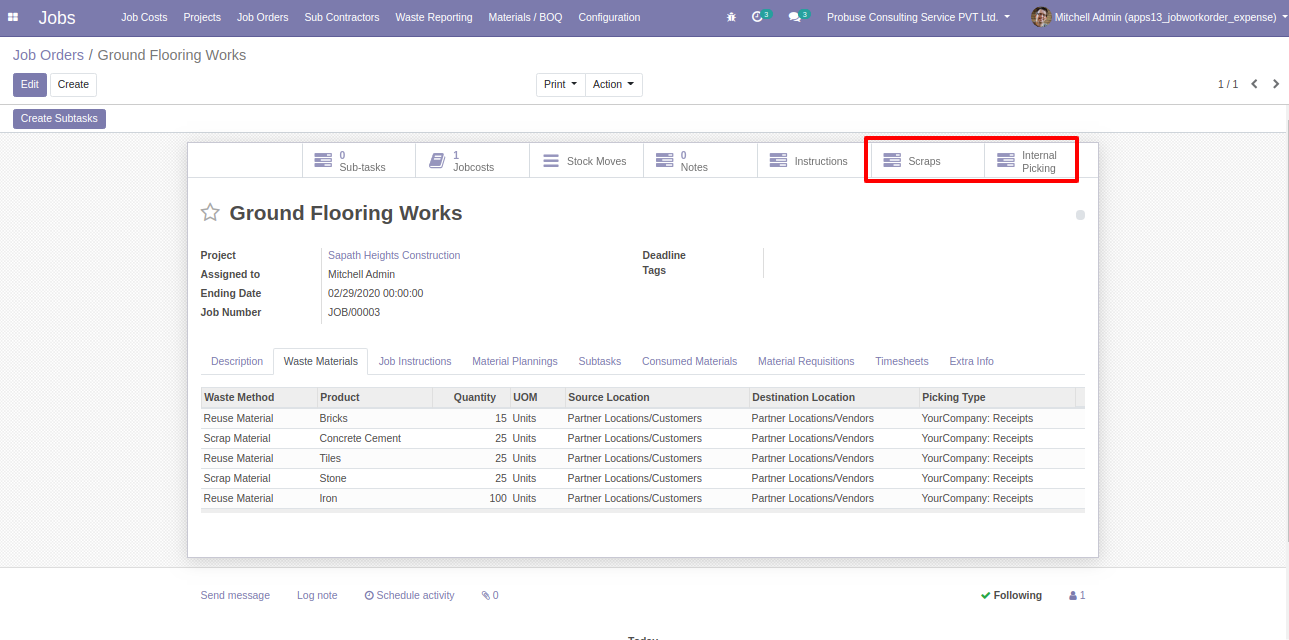 Jobs Job Costs Projects Job Orders Sub Contractors Waste Reporting Materials / BOQ Configuration 3 3 Probuse Consulting Service PVT Ltd. Mitchell Admin (apps13_jobworkorder_expense)
Job Orders / Ground Flooring Works
Edit Create Print Action 1 / 1
Create Subtasks
0 Sub-tasks
1 Jobcosts
Stock Moves
0 Notes
Instructions
Scraps
Internal Picking
Ground Flooring Works
Project Sapath Heights Construction Deadline
Assigned to Mitchell Admin Tags
Ending Date 02/29/2020 00:00:00
Job Number JOB/00003
Description Waste Materials Job Instructions Material Plannings Subtasks Consumed Materials Material Requisitions Timesheets Extra Info
Waste Method Product Quantity UOM Source Location Destination Location Picking Type
Reuse Material Bricks 15 Units Partner Locations/Customers Partner Locations/Vendors YourCompany: Receipts
Scrap Material Concrete Cement 25 Units Partner Locations/Customers Partner Locations/Vendors YourCompany: Receipts
Reuse Material Tiles 25 Units Partner Locations/Customers Partner Locations/Vendors YourCompany: Receipts
Scrap Material Stone 25 Units Partner Locations/Customers Partner Locations/Vendors YourCompany: Receipts
Reuse Material Iron 100 Units Partner Locations/Customers Partner Locations/Vendors YourCompany: Receipts
Send message Log note Schedule activity 0 Following 1
Today